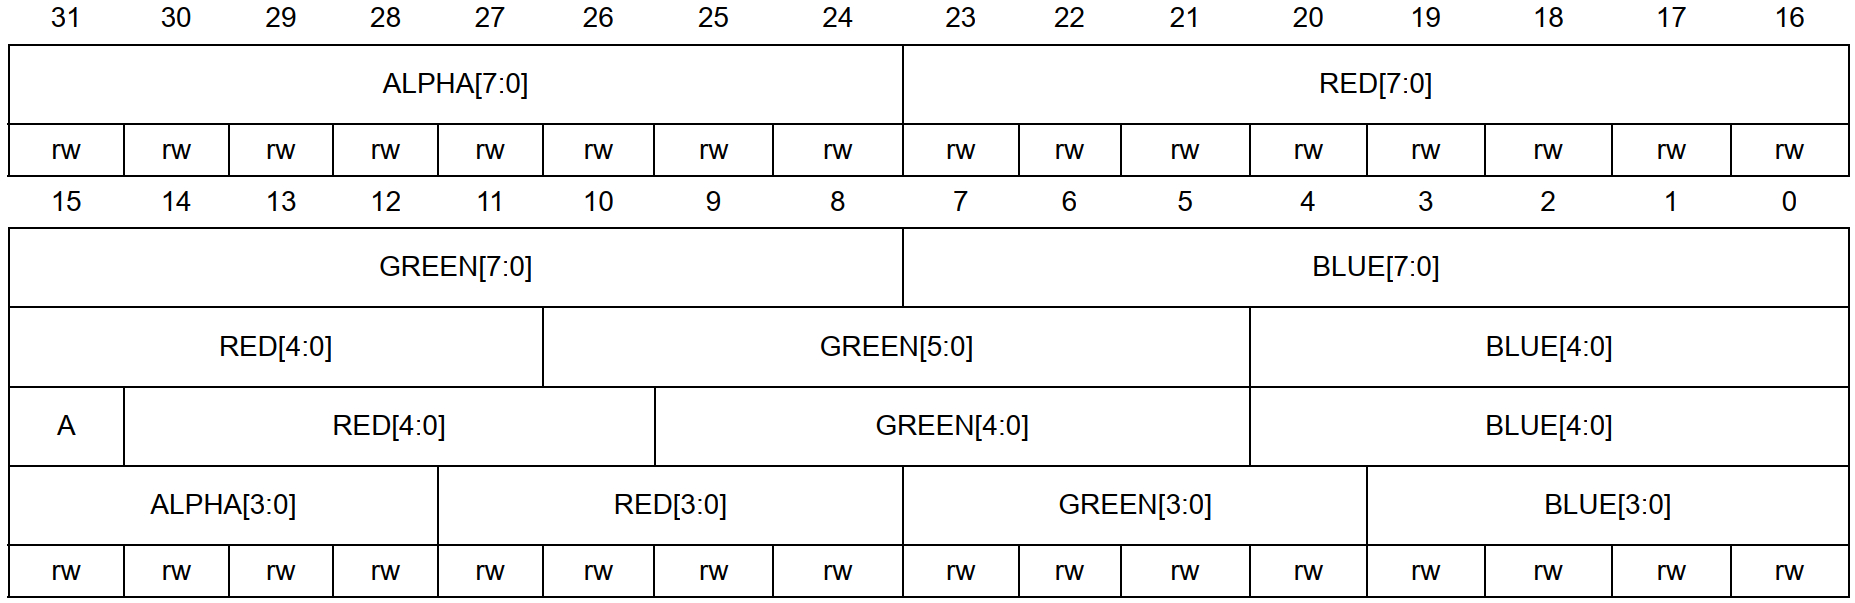 31 30 29 28 27 26 25 24 23 22 21 20 19 18 17 16
ALPHA[7:0] RED[7:0]
rw rw rw rw rw rw rw rw rw rw rw rw rw rw rw rw
15 14 13 12 11 10 9 8 7 6 5 4 3 2 1 0
GREEN[7:0] BLUE[7:0]
RED[4:0] GREEN[5:0] BLUE[4:0]
A RED[4:0] GREEN[4:0] BLUE[4:0]
ALPHA[3:0] RED[3:0] GREEN[3:0] BLUE[3:0]
rw rw rw rw rw rw rw rw rw rw rw rw rw rw rw rw